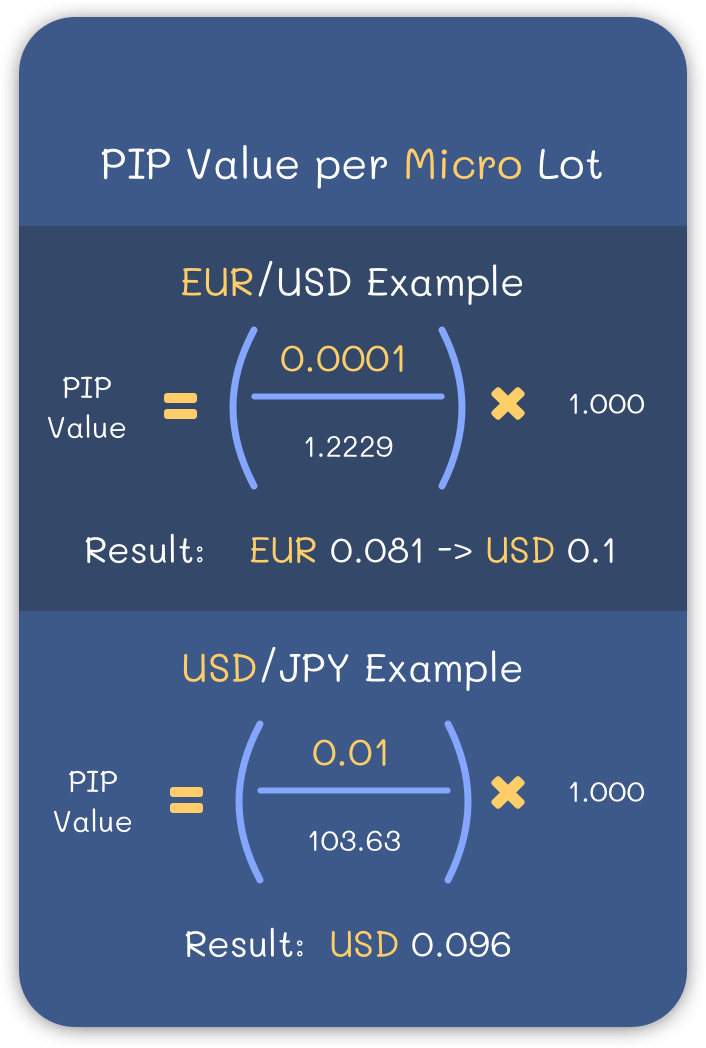 PIP Value per Micro Lot
EUR/USD Example
PIP
Value
=
(
0.0001
1.2229
)
×
1.000
Result: EUR 0.081 -> USD 0.1
USD/JPY Example
PIP
Value
=
(
0.01
103.63
)
×
1.000
Result: USD 0.096